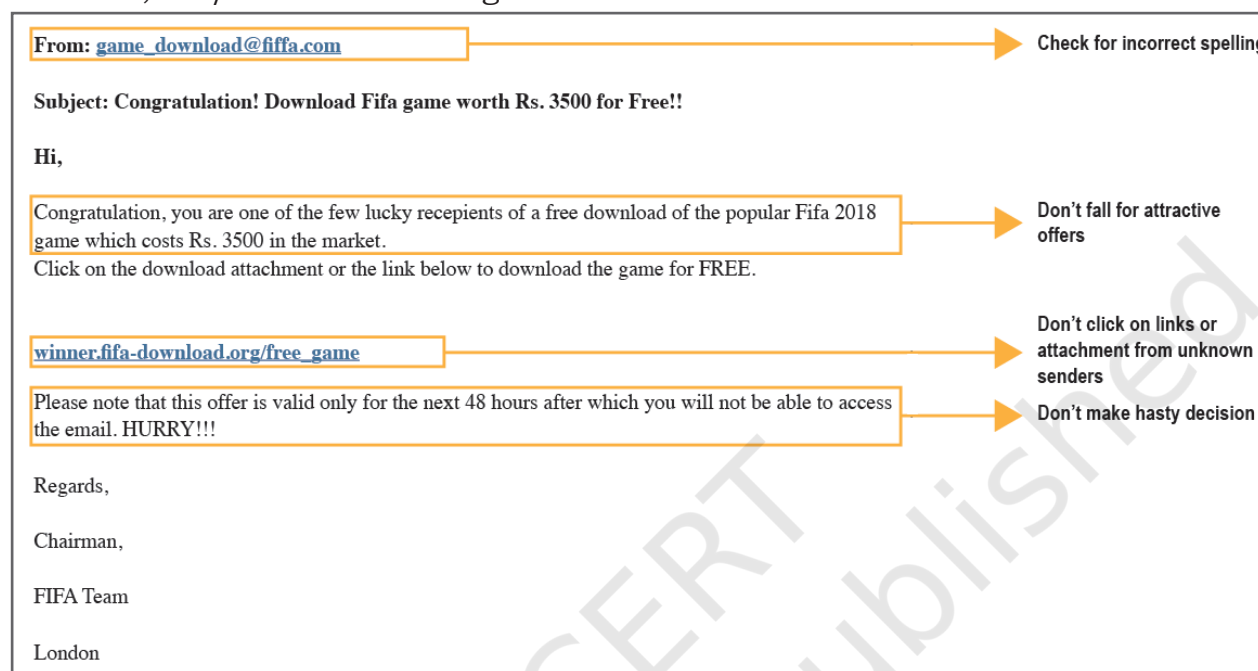 From: game_download@fiffa.com
Check for incorrect spelling
Subject: Congratulation! Download Fifa game worth Rs. 3500 for Free!!
Hi,
Congratulation, you are one of the few lucky recepients of a free download of the popular Fifa 2018
game which costs Rs. 3500 in the market.
Don't fall for attractive
offers
Click on the download attachment or the link below to download the game for FREE.
winner.fifa-download.org/free_game
Don't click on links or
attachment from unknown
senders
Please note that this offer is valid only for the next 48 hours after which you will not be able to access
the email. HURRY!!!
Don't make hasty decision
Regards,
Chairman,
FIFA Team
London